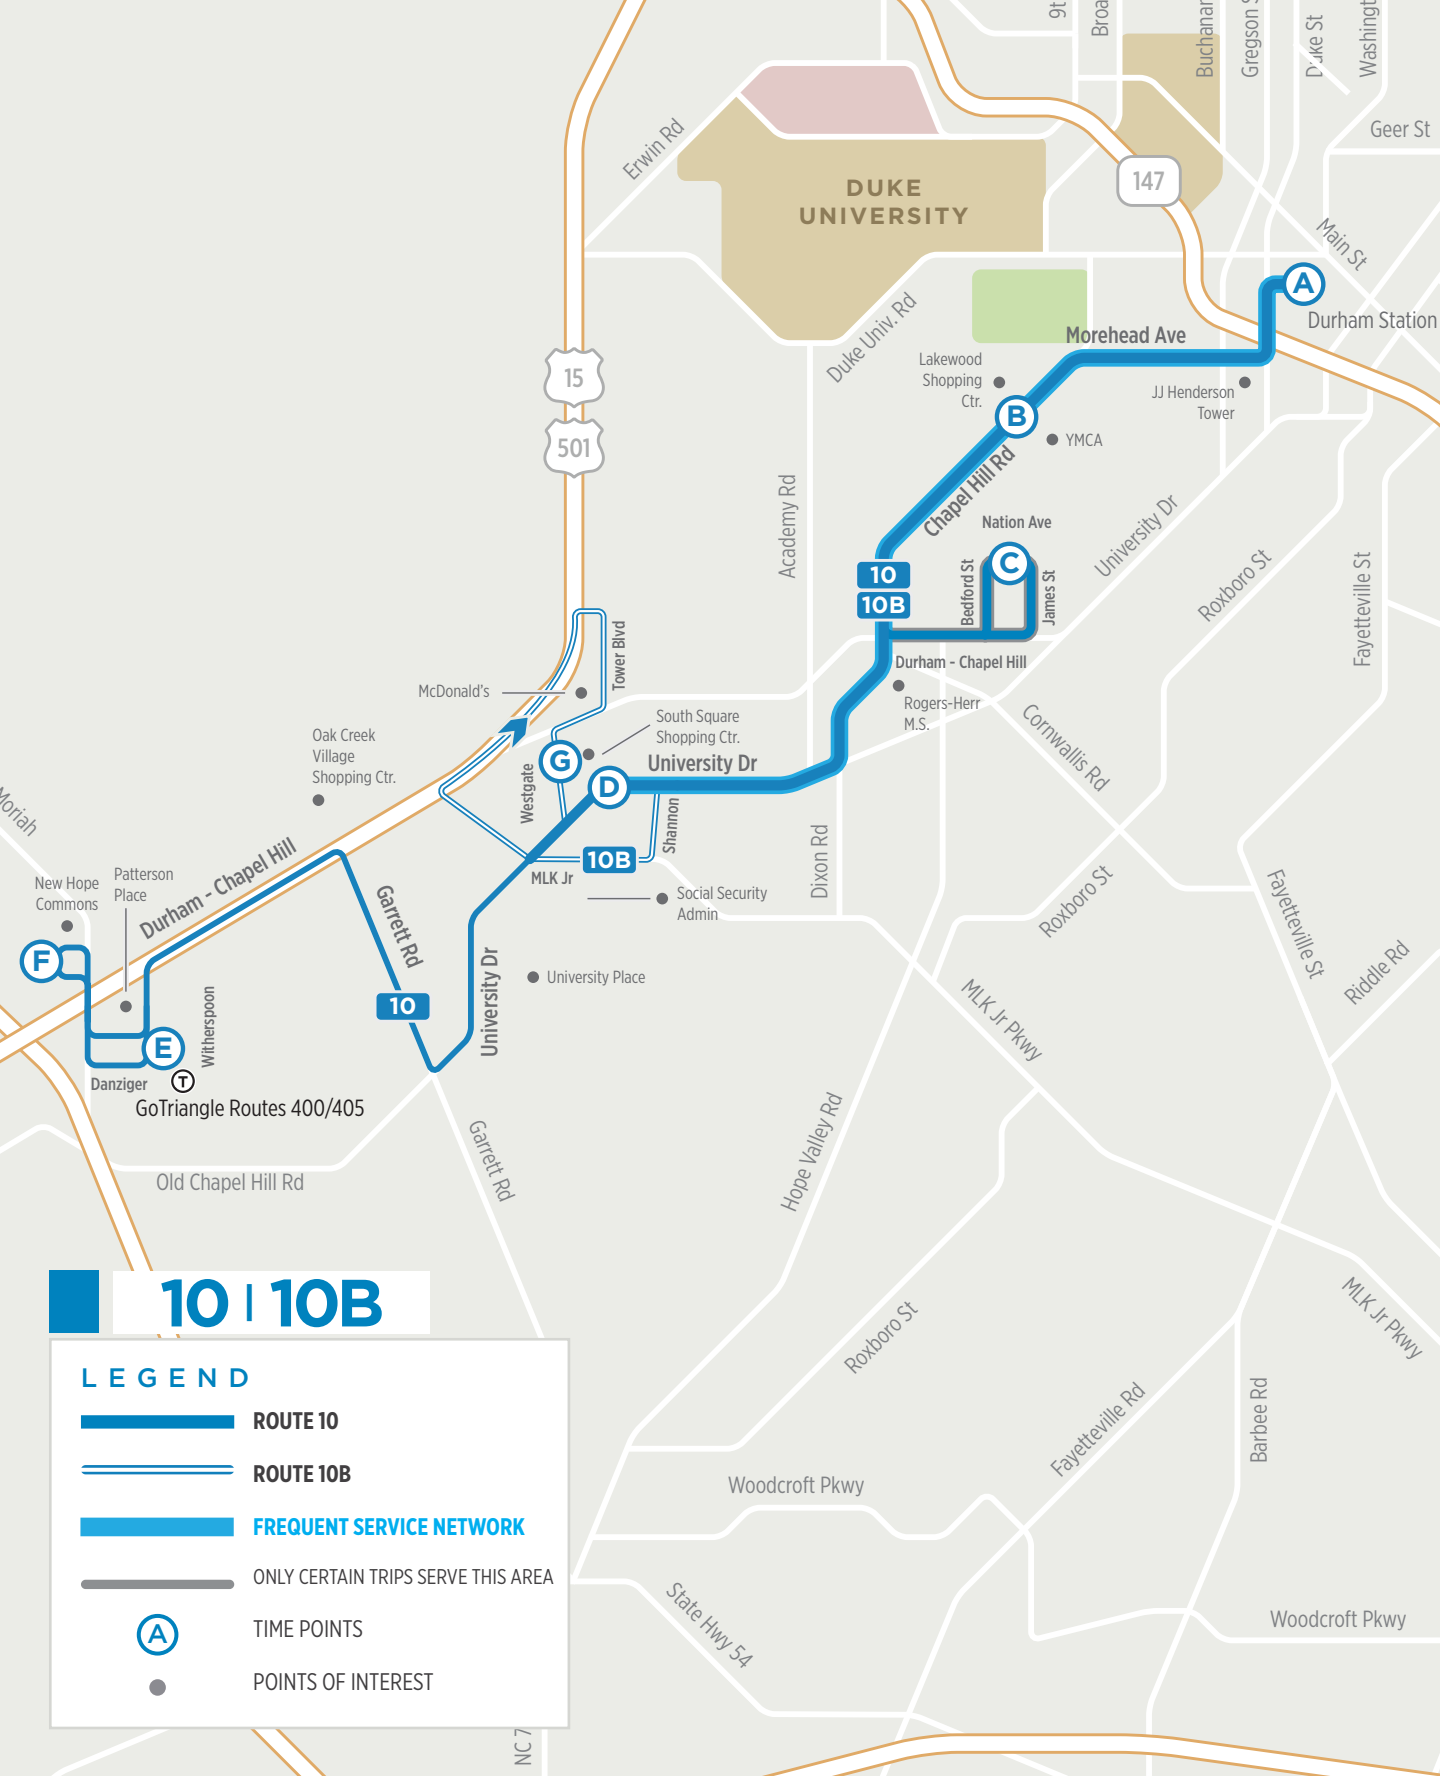 9t
Broa
Buchanan
Gregson S
Duke St
Washingt
Geer St
Erwin Rd
DUKE
UNIVERSITY
147
Main St
A
Durham Station
Duke Univ. Rd
Morehead Ave
Lakewood
Shopping
Ctr.
JJ Henderson
Tower
15
501
B
YMCA
Chapel Hill Rd
Academy Rd
Nation Ave
University Dr
C
Bedford St
James St
Roxboro St
Fayetteville St
10
10B
Tower Blvd
Durham - Chapel Hill
McDonald's
Rogers-Herr
M.S.
South Square
Shopping Ctr.
Cornwallis Rd
Oak Creek
Village
Shopping Ctr.
G
D
University Dr
Westgate
Shannon
Moriah
Dixon Rd
10B
MLK Jr
Patterson
Place
New Hope
Commons
Durham - Chapel Hill
Garrett Rd
Social Security
Admin
Roxboro St
Fayetteville St
F
University Place
University Dr
Riddle Rd
10
MLK Jr Pkwy
Witherspoon
E
Danziger
T
GoTriangle Routes 400/405
Garrett Rd
Hope Valley Rd
Old Chapel Hill Rd
10 | 10B
MLK Jr Pkwy
Roxboro St
LEGEND
ROUTE 10
ROUTE 10B
FREQUENT SERVICE NETWORK
ONLY CERTAIN TRIPS SERVE THIS AREA
A
TIME POINTS
POINTS OF INTEREST
Fayetteville Rd
Barbee Rd
Woodcroft Pkwy
State Hwy 54
Woodcroft Pkwy
NC 7